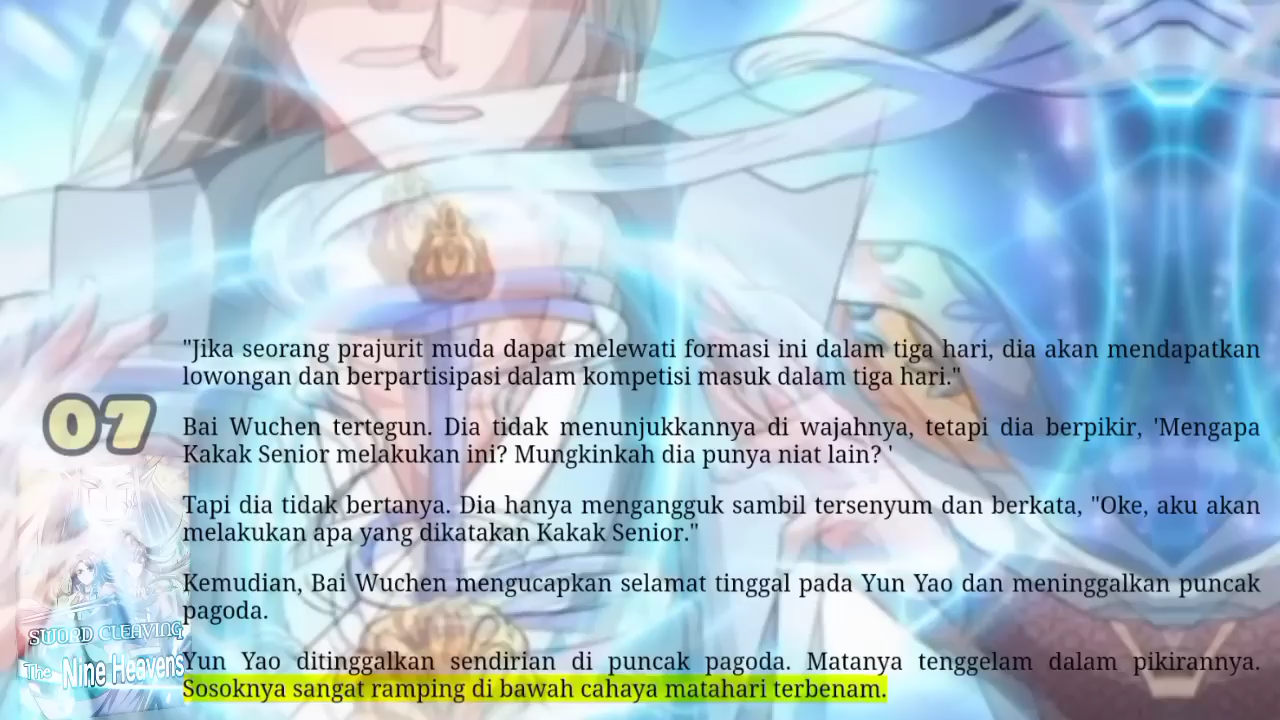 "Jika seorang prajurit muda dapat melewati formasi ini dalam tiga hari, dia akan mendapatkan
lowongan dan berpartisipasi dalam kompetisi masuk dalam tiga hari."
07
Bai Wuchen tertegun. Dia tidak menunjukkannya di wajahnya, tetapi dia berpikir, 'Mengapa
Kakak Senior melakukan ini? Mungkinkah dia punya niat lain? '
Tapi dia tidak bertanya. Dia hanya mengangguk sambil tersenyum dan berkata, "Oke, aku akan
melakukan apa yang dikatakan Kakak Senior."
Kemudian, Bai Wuchen mengucapkan selamat tinggal pada Yun Yao dan meninggalkan puncak
pagoda.
SWORD CLEAVING
The Nine Heavens
Yun Yao ditinggalkan sendirian di puncak pagoda. Matanya tenggelam dalam pikirannya.
Sosoknya sangat ramping di bawah cahaya matahari terbenam.